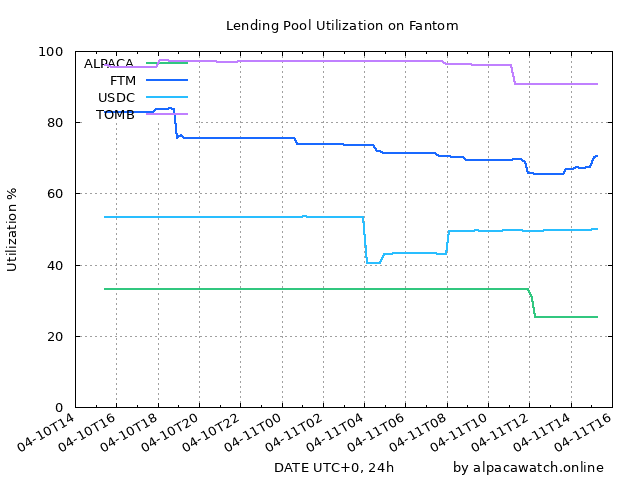 Lending Pool Utilization on Fantom
Utilization %
100
80
60
40
20
0
ALPACA
FTM
USDC
TOMB
04-10T14
04-10T16
04-10T18
04-10T20
04-10T22
04-11T00
04-11T02
04-11T04
04-11T06
04-11T08
04-11T10
04-11T12
04-11T14
04-11T16
DATE UTC+0, 24h
by alpacawatch.online